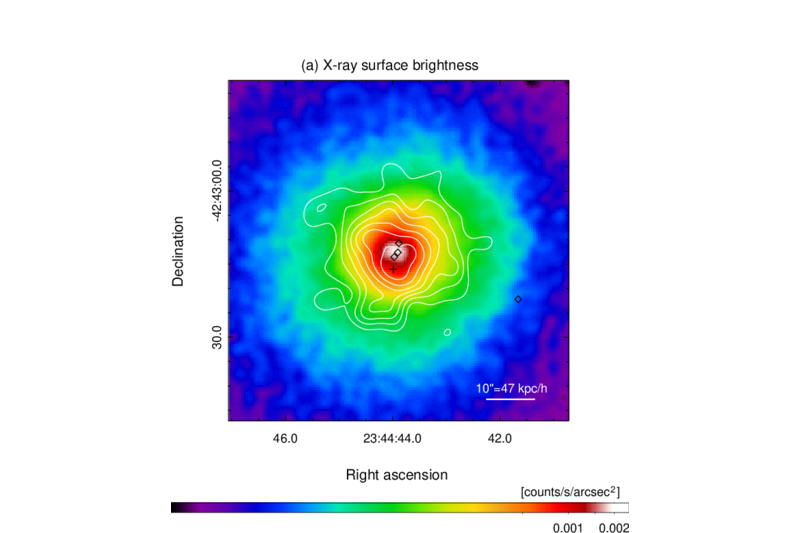 (a) X-ray surface brightness
Declination
-42:43:00.0
30.0
10"=47 kpc/h
46.0
23:44:44.0
42.0
Right ascension
[counts/s/arcsec²]
0.001
0.002